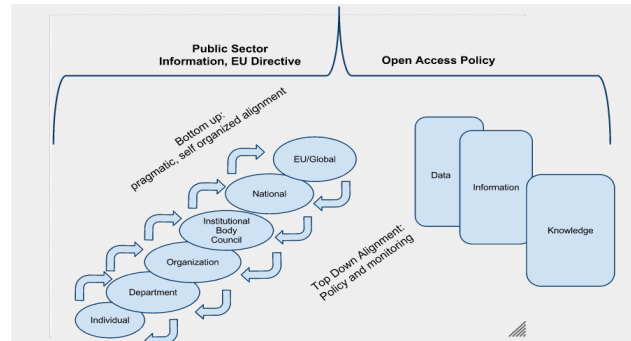 Public Sector
Information, EU Directive
Open Access Policy
Bottom up:
pragmatic, self organized alignment
EU/Global
National
Institutional
Body
Council
Organization
Department
Individual
Data
Information
Knowledge
Top Down Alignment:
Policy and monitoring